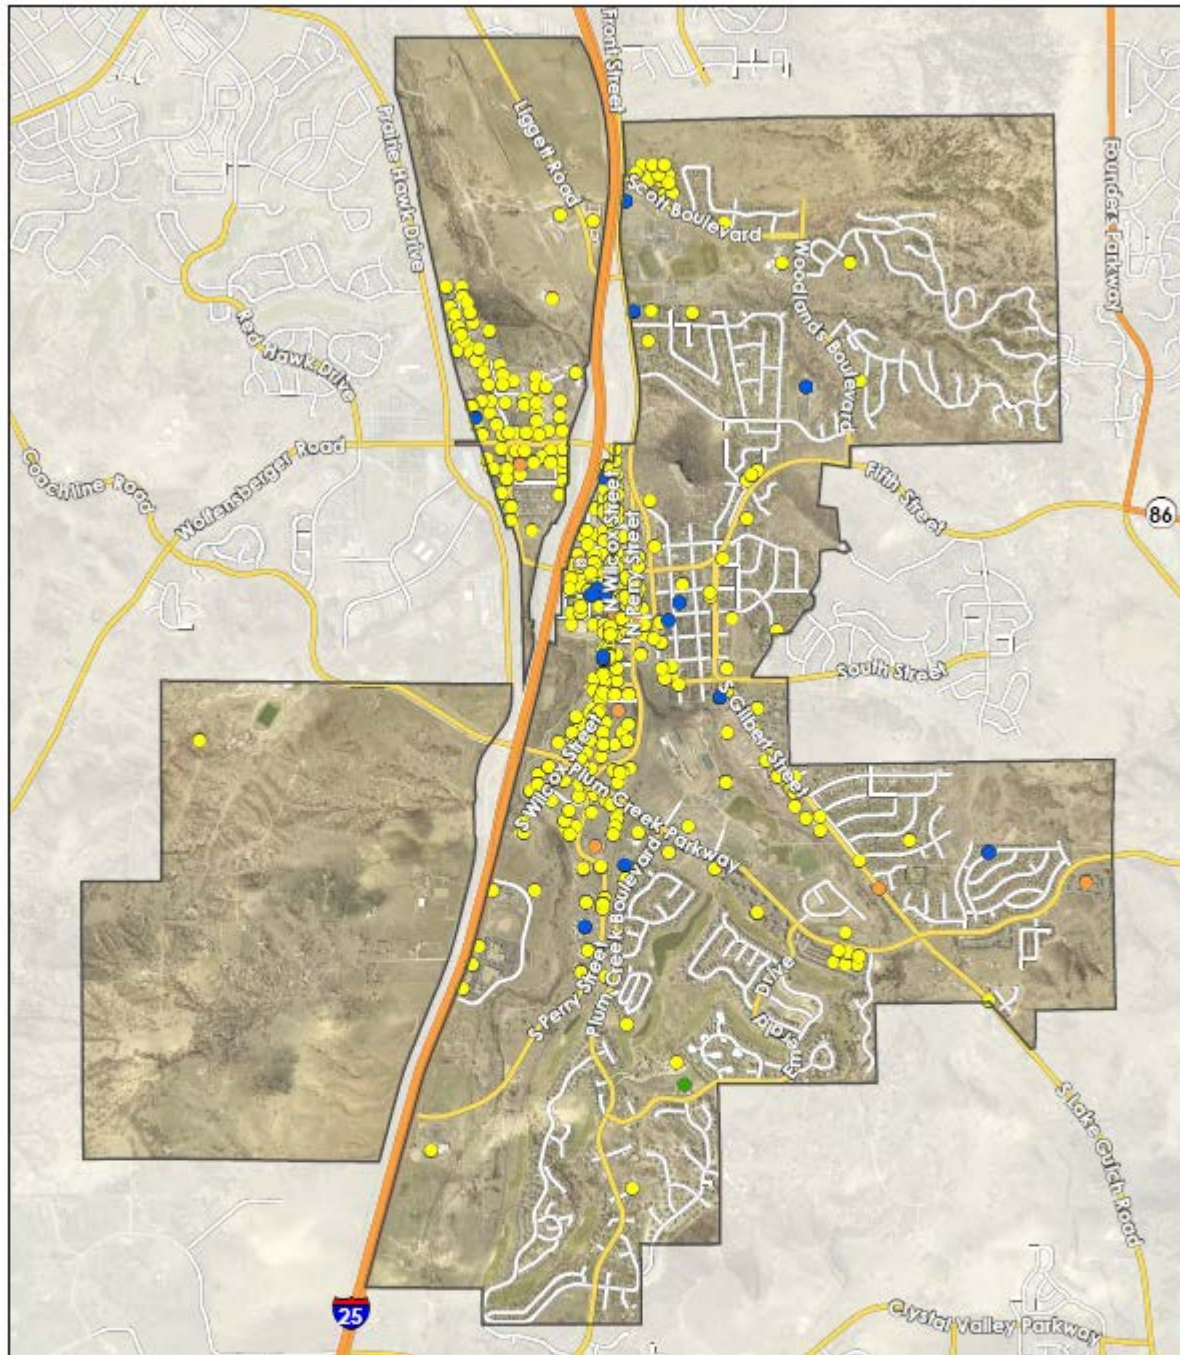 Front Street
Liggett Road
Prairie Hawk Drive
Founders Parkway
Scott Boulevard
Woodlands Boulevard
Red Hawk Drive
Coachline Road
Wolfensberger Road
Fifth Street
86
N Wilcox Street
N Perry Street
South Street
S Gilbert Street
S Wilcox Street
Plum Creek Parkway
Plum Creek Boulevard
S Perry Street
Emerald Drive
S Lake Gulch Road
25
Crystal Valley Parkway